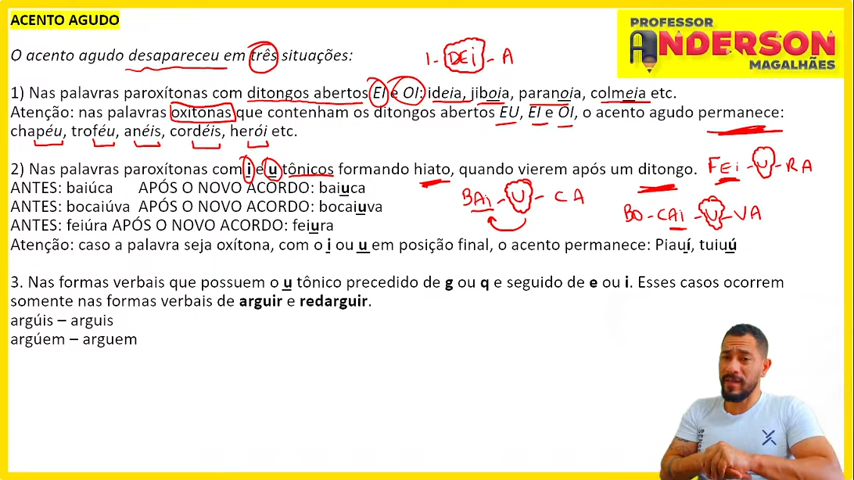 ACENTO AGUDO
PROFESSOR
ANDERSON
MAGALHÃES
O acento agudo desapareceu em três situações:
I - DEi - A
1) Nas palavras paroxítonas com ditongos abertos EI e OI: ideia, jiboia, paranoia, colmeia etc.
Atenção: nas palavras oxítonas que contenham os ditongos abertos EU, EI e OI, o acento agudo permanece:
chapéu, troféu, anéis, cordéis, herói etc.
2) Nas palavras paroxítonas com i e u tônicos formando hiato, quando vierem após um ditongo.
FEi - U - RA
ANTES: baiúca APÓS O NOVO ACORDO: baiuca
BAi - U - CA
ANTES: bocaiúva APÓS O NOVO ACORDO: bocaiuva
BO - CAi - U - VA
ANTES: feiúra APÓS O NOVO ACORDO: feiura
Atenção: caso a palavra seja oxítona, com o i ou u em posição final, o acento permanece: Piauí, tuiuú
3. Nas formas verbais que possuem o u tônico precedido de g ou q e seguido de e ou i. Esses casos ocorrem
somente nas formas verbais de arguir e redarguir.
argúis – arguis
argúem – arguem